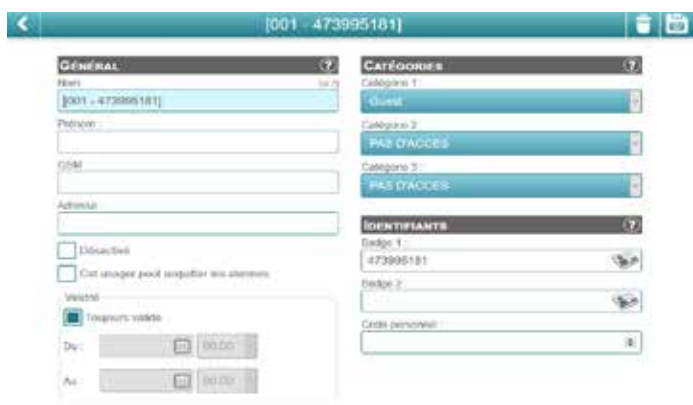 [001 - 473995181]
GÉNÉRAL
Nom
[001 - 473995181]
Prénom :
GSM
Adresse
Désactivé
Cet usager peut acquitter les alarmes
Validité
Toujours valide
Du :
00:00
Au :
00:00
CATÉGORIES
Catégorie 1
Guest
Catégorie 2
PAS D'ACCES
Catégorie 3 :
PAS D'ACCES
IDENTIFIANTS
Badge 1 :
473995181
Badge 2
Code personnel